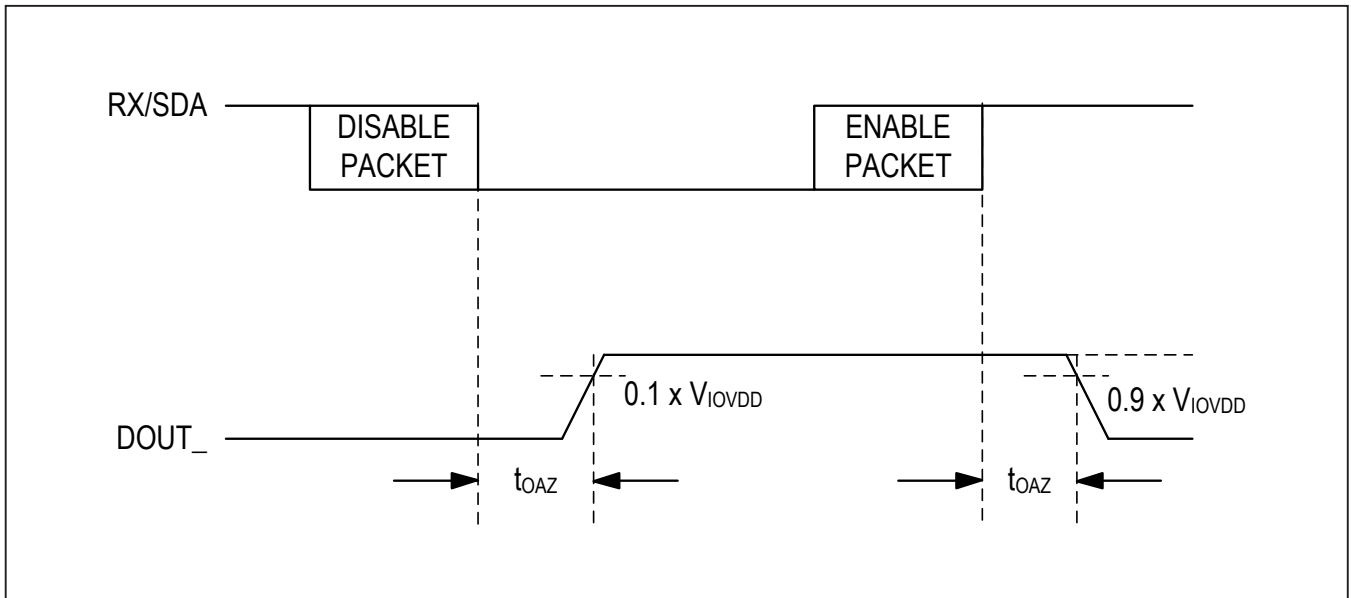 RX/SDA
DISABLE
PACKET
ENABLE
PACKET
0.1 x VIOVDD
0.9 x VIOVDD
DOUT_
tOAZ
tOAZ